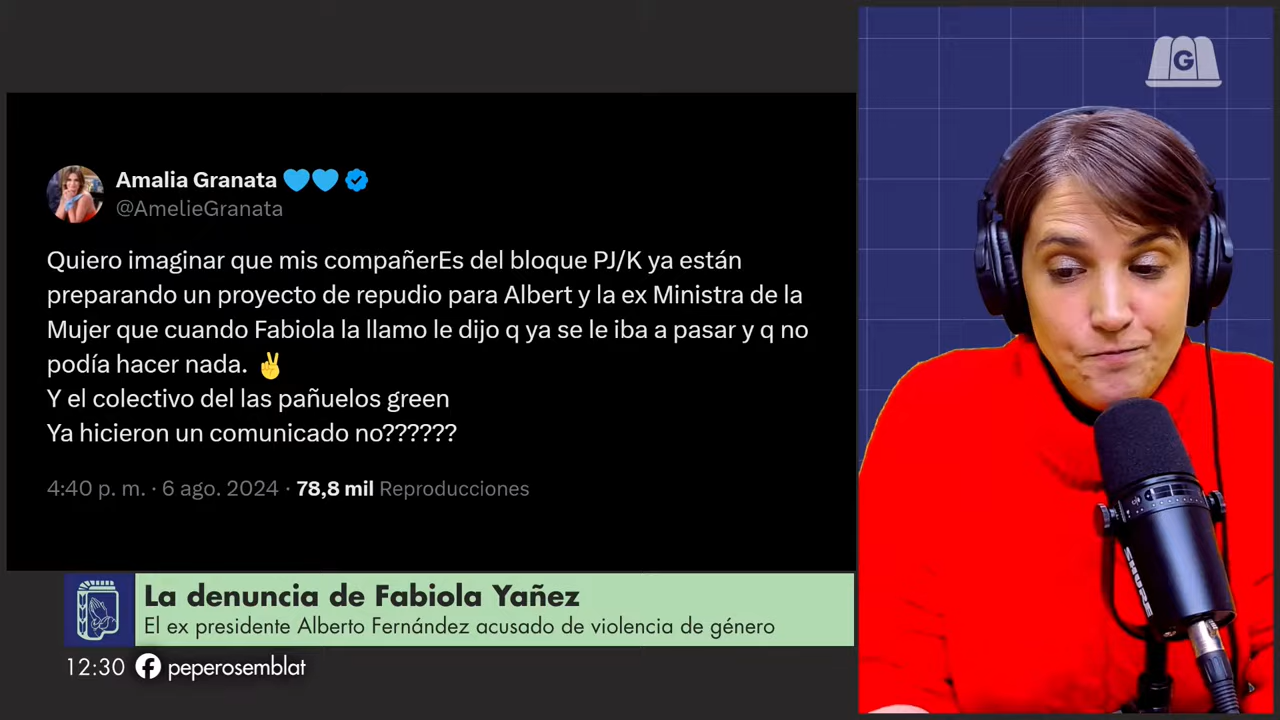 Amalia Granata 💙💙
@AmelieGranata
Quiero imaginar que mis compañerEs del bloque PJ/K ya están
preparando un proyecto de repudio para Albert y la ex Ministra de la
Mujer que cuando Fabiola la llamo le dijo q ya se le iba a pasar y q no
podía hacer nada. ✌️
Y el colectivo del las pañuelos green
Ya hicieron un comunicado no??????
4:40 p. m. · 6 ago. 2024 · 78,8 mil Reproducciones
La denuncia de Fabiola Yañez
El ex presidente Alberto Fernández acusado de violencia de género
12:30 peperosemblat
G
SHURE